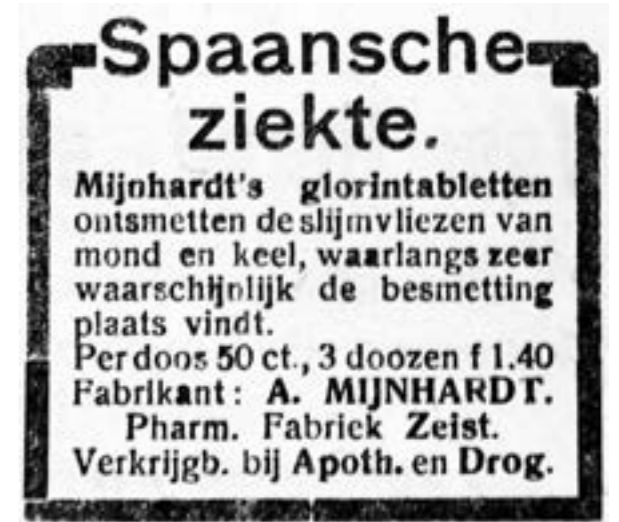 Spaansche
ziekte.
Mijnhardt's glorintabletten
ontsmetten de slijmvliezen van
mond en keel, waarlangs zeer
waarschijnlijk de besmetting
plaats vindt.
Per doos 50 ct., 3 doozen f 1.40
Fabrikant: A. MIJNHARDT.
Pharm. Fabriek Zeist.
Verkrijgb. bij Apoth. en Drog.